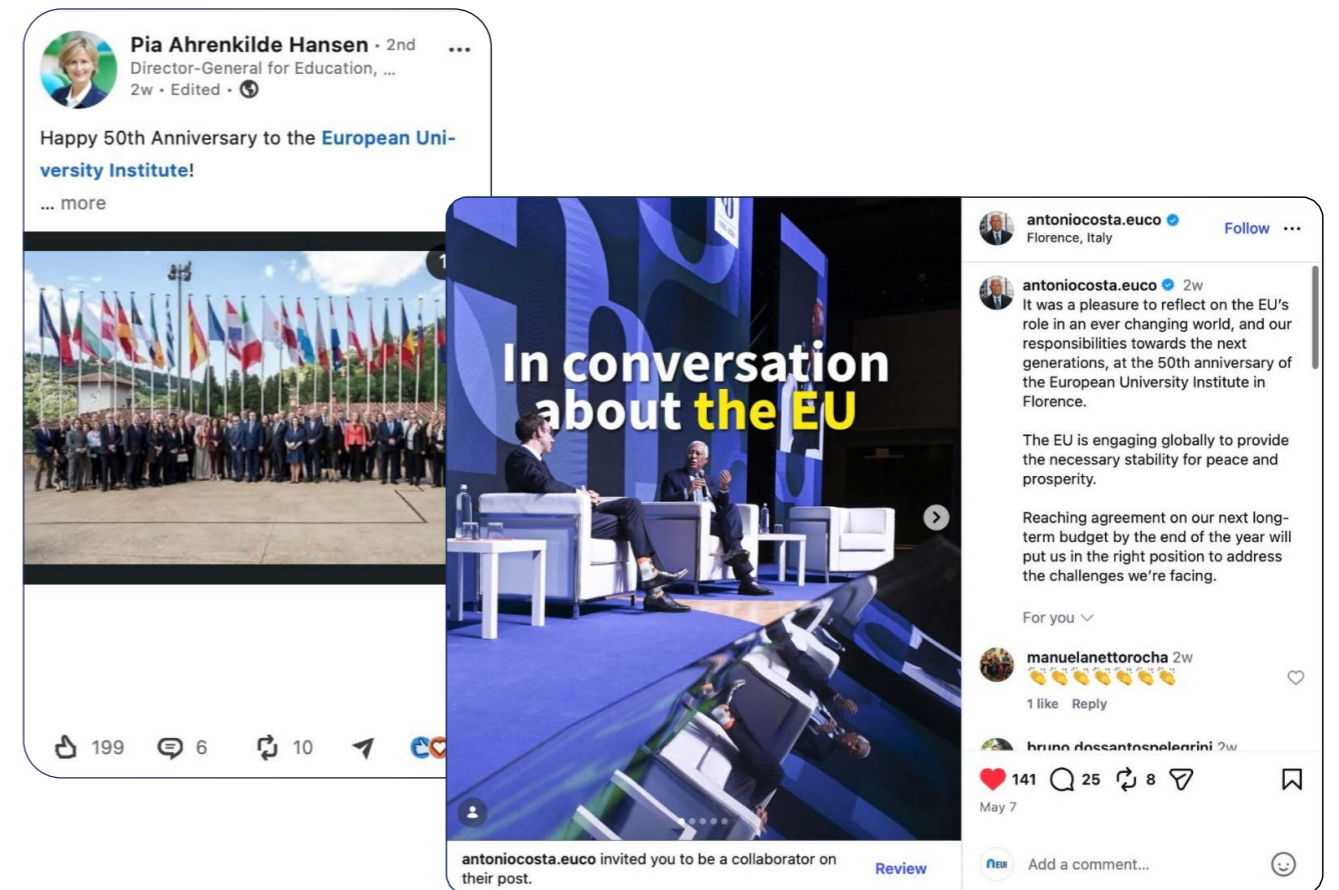 Pia Ahrenkilde Hansen · 2nd
Director-General for Education, ...
2w • Edited •
Happy 50th Anniversary to the European Uni-
versity Institute!
... more
1
199 6 10
In conversation
about the EU
antoniocosta.euco invited you to be a collaborator on
their post.
Review
antoniocosta.euco
Florence, Italy
Follow
antoniocosta.euco 2w
It was a pleasure to reflect on the EU's
role in an ever changing world, and our
responsibilities towards the next
generations, at the 50th anniversary of
the European University Institute in
Florence.
The EU is engaging globally to provide
the necessary stability for peace and
prosperity.
Reaching agreement on our next long-
term budget by the end of the year will
put us in the right position to address
the challenges we're facing.
For you
manuelanettorocha 2w
👏👏👏👏👏👏👏
1 like Reply
bruno.dossantospelegrini 2w
141 25 8
May 7
EUI
Add a comment...